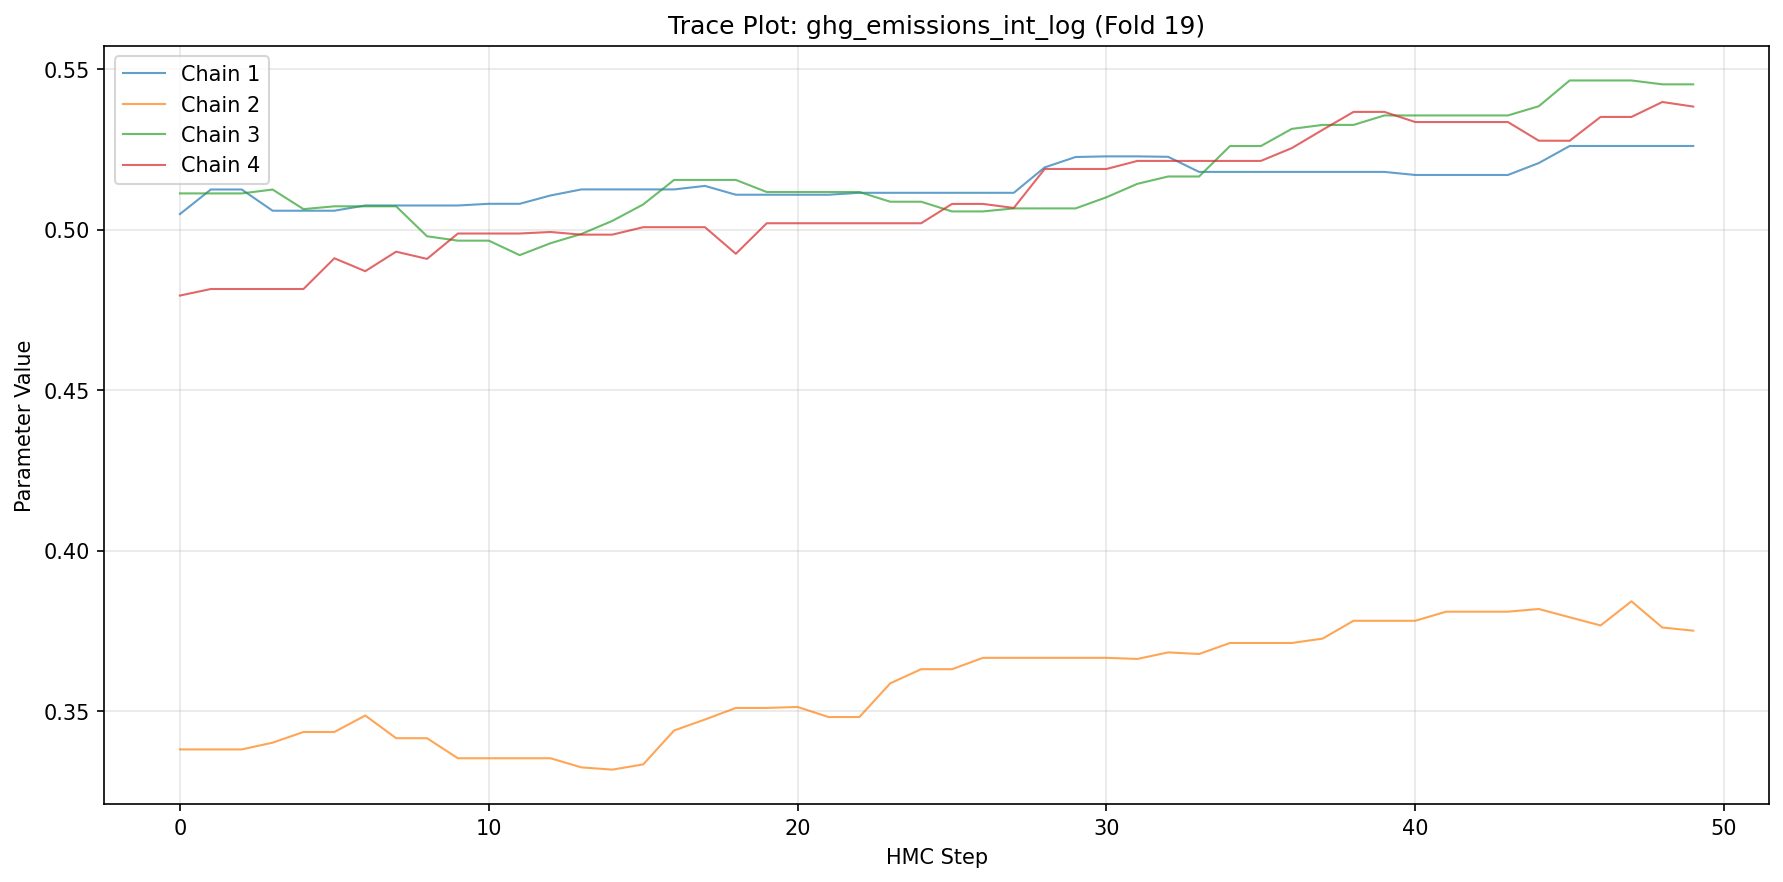 Trace Plot: ghg_emissions_int_log (Fold 19)
Chain 1
Chain 2
Chain 3
Chain 4
Parameter Value
0.55
0.50
0.45
0.40
0.35
0 10 20 30 40 50
HMC Step